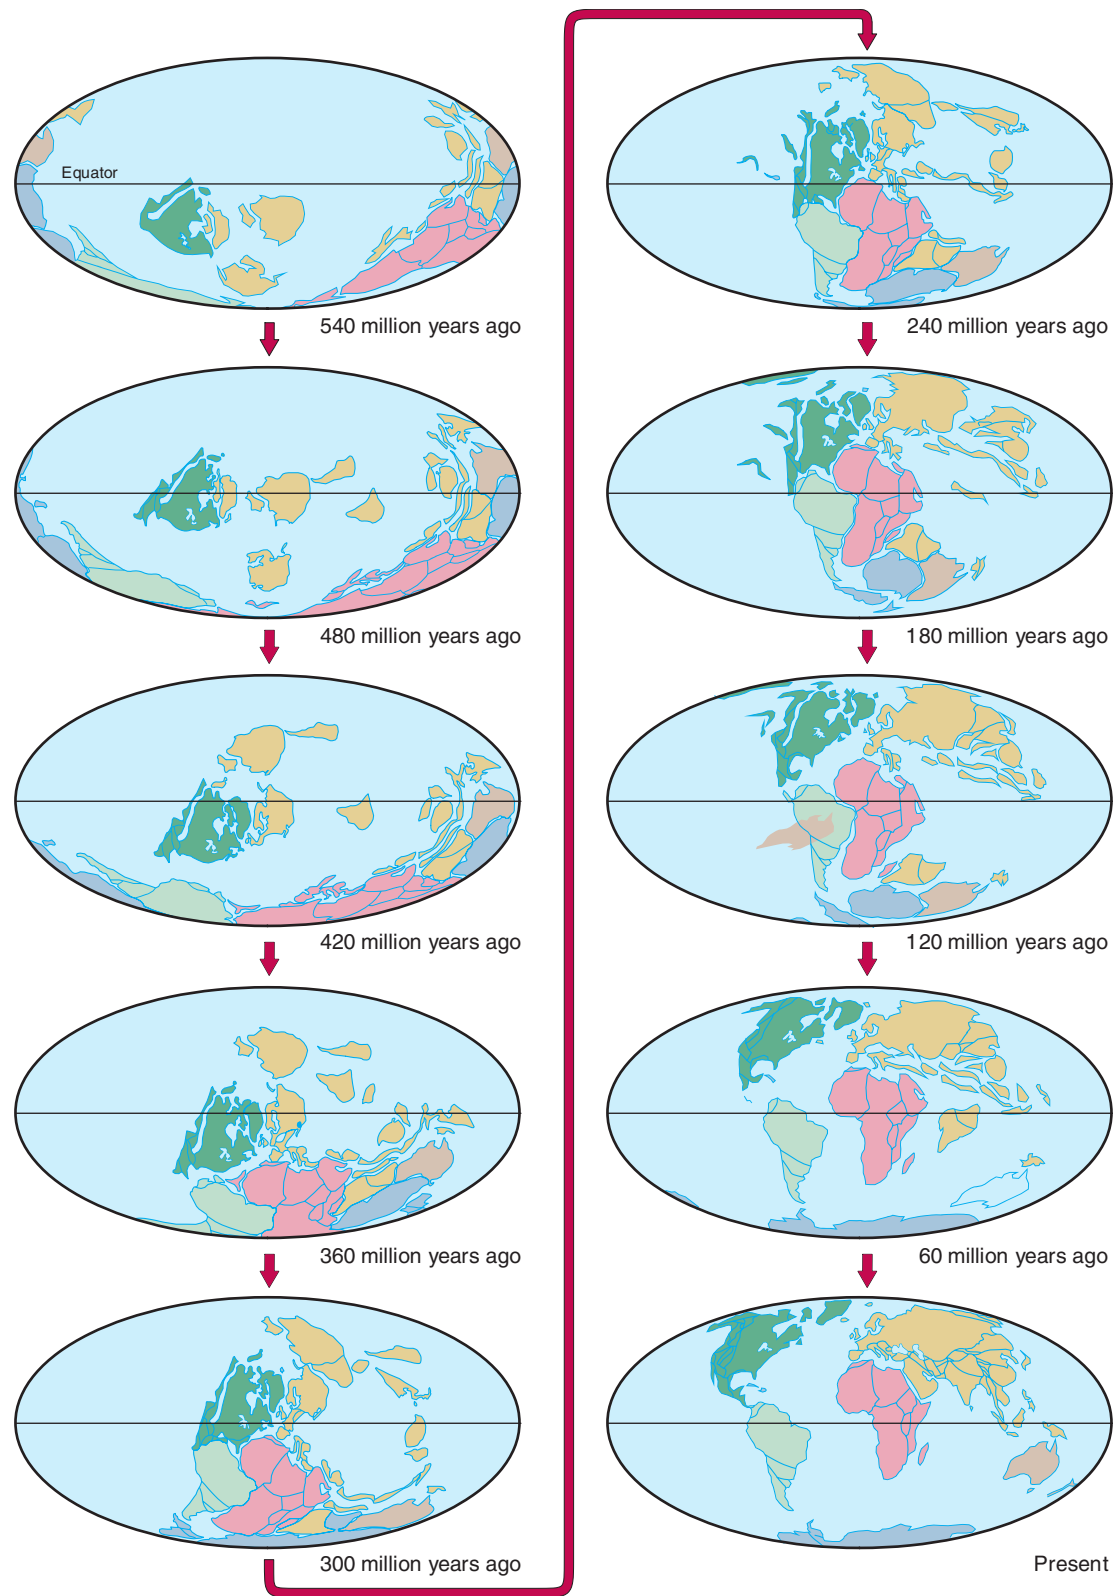 Equator
540 million years ago
480 million years ago
420 million years ago
360 million years ago
300 million years ago
240 million years ago
180 million years ago
120 million years ago
60 million years ago
Present